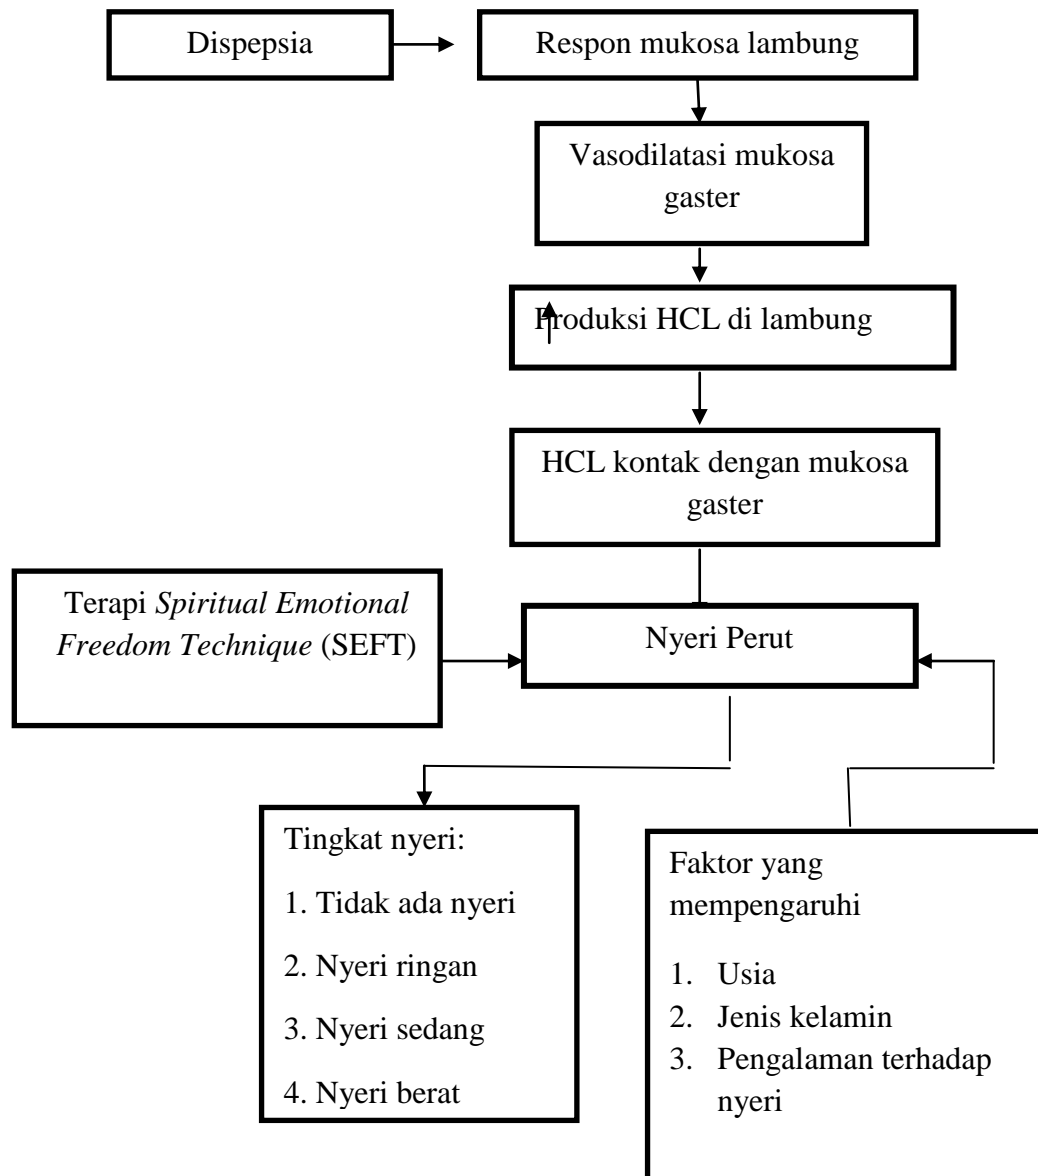 Dispepsia
Respon mukosa lambung
Vasodilatasi mukosa
gaster
Produksi HCL di lambung
HCL kontak dengan mukosa
gaster
Terapi Spiritual Emotional
Freedom Technique (SEFT)
Nyeri Perut
Tingkat nyeri:
1. Tidak ada nyeri
2. Nyeri ringan
3. Nyeri sedang
4. Nyeri berat
Faktor yang
mempengaruhi
1. Usia
2. Jenis kelamin
3. Pengalaman terhadap
nyeri